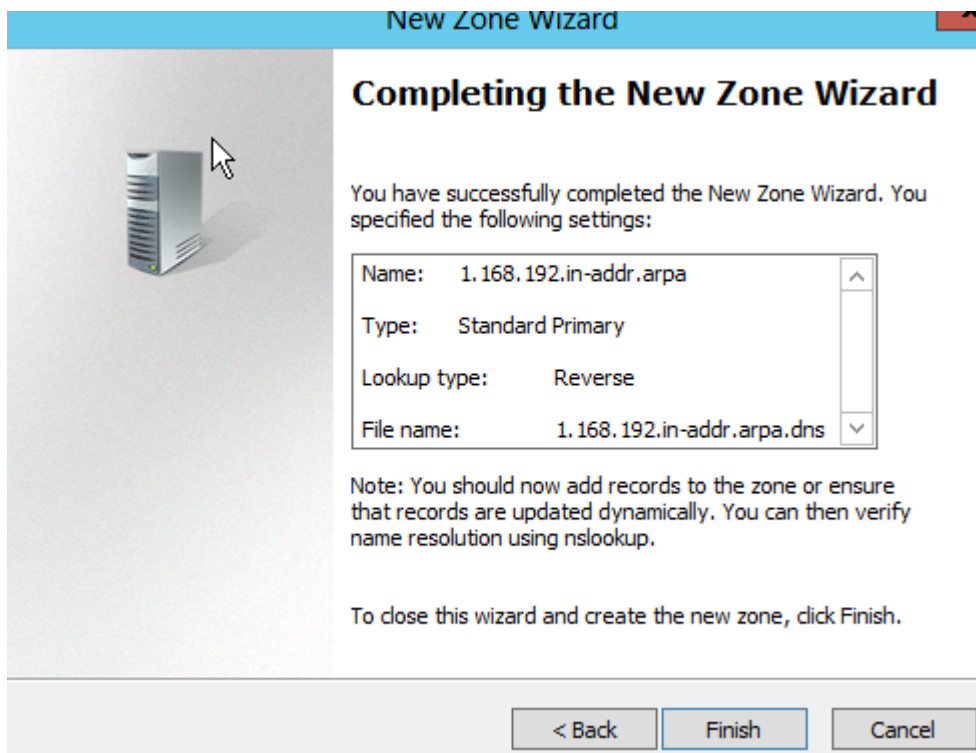 New Zone Wizard
Completing the New Zone Wizard
You have successfully completed the New Zone Wizard. You
specified the following settings:
Name: 1.168.192.in-addr.arpa
Type: Standard Primary
Lookup type: Reverse
File name: 1.168.192.in-addr.arpa.dns
Note: You should now add records to the zone or ensure
that records are updated dynamically. You can then verify
name resolution using nslookup.
To close this wizard and create the new zone, click Finish.
< Back Finish Cancel